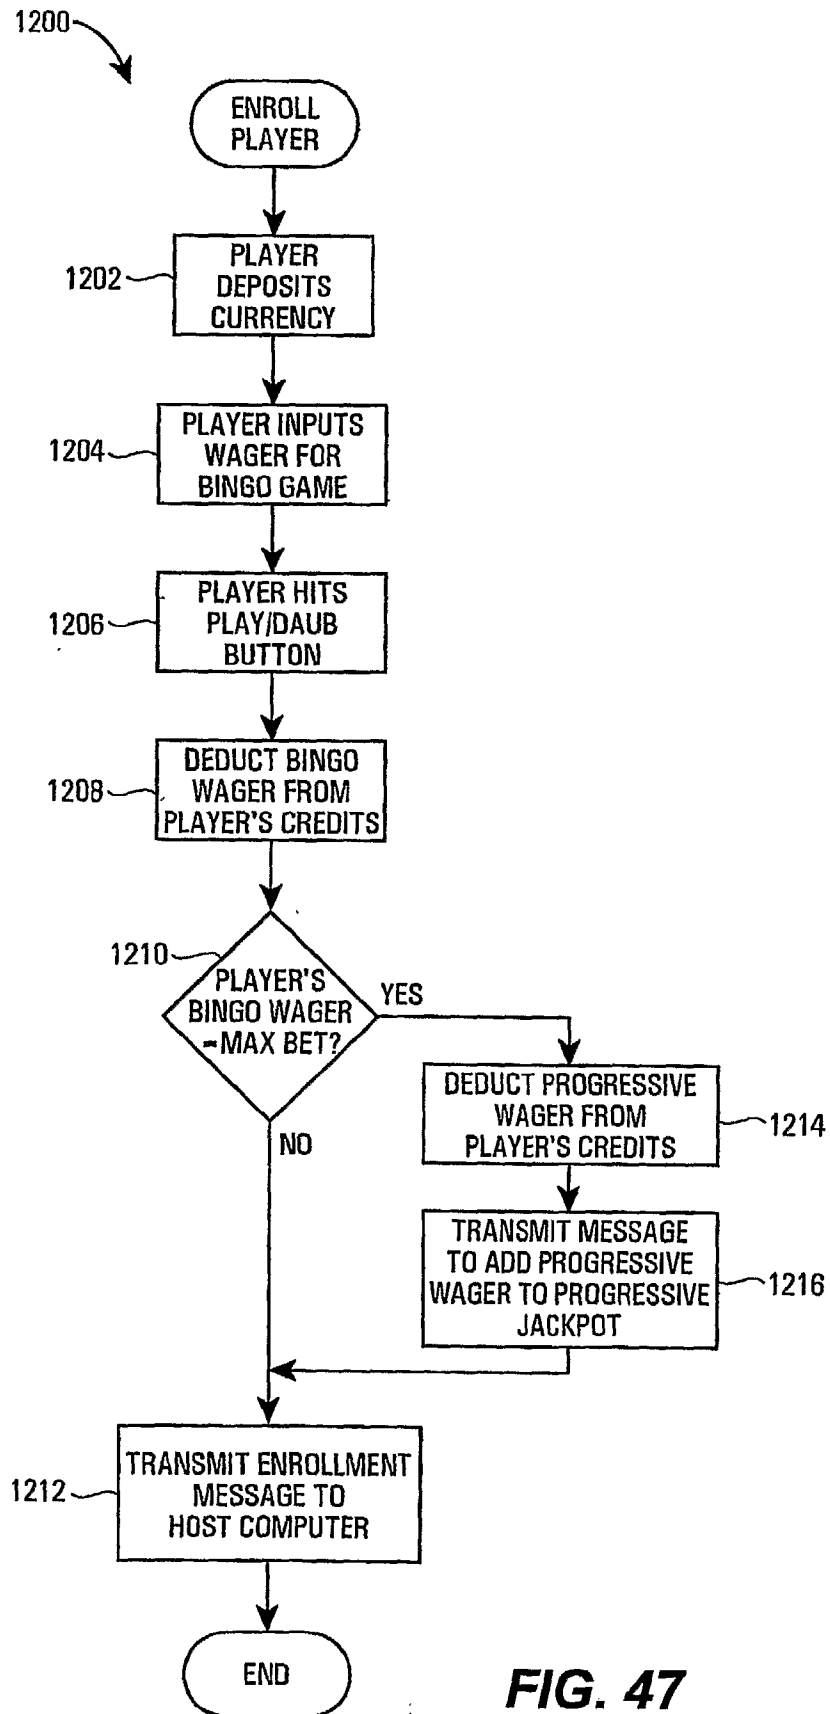 1200
ENROLL
PLAYER
1202
PLAYER
DEPOSITS
CURRENCY
1204
PLAYER INPUTS
WAGER FOR
BINGO GAME
1206
PLAYER HITS
PLAY/DAUB
BUTTON
1208
DEDUCT BINGO
WAGER FROM
PLAYER'S CREDITS
1210
PLAYER'S
BINGO WAGER
=MAX BET?
YES
NO
DEDUCT PROGRESSIVE
WAGER FROM
PLAYER'S CREDITS
1214
TRANSMIT MESSAGE
TO ADD PROGRESSIVE
WAGER TO PROGRESSIVE
JACKPOT
1216
1212
TRANSMIT ENROLLMENT
MESSAGE TO
HOST COMPUTER
END
FIG. 47